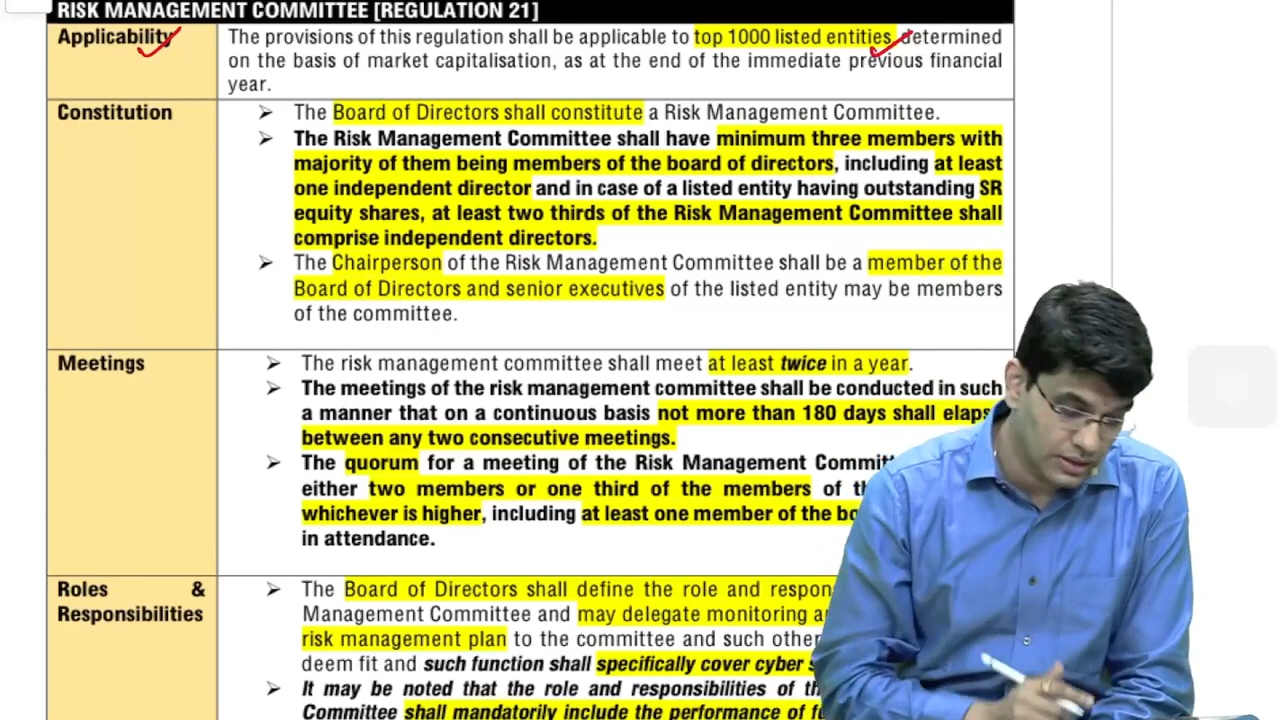 RISK MANAGEMENT COMMITTEE [REGULATION 21]
Applicability
The provisions of this regulation shall be applicable to top 1000 listed entities, determined
on the basis of market capitalisation, as at the end of the immediate previous financial
year.
Constitution
➢ The Board of Directors shall constitute a Risk Management Committee.
➢ The Risk Management Committee shall have minimum three members with
majority of them being members of the board of directors, including at least
one independent director and in case of a listed entity having outstanding SR
equity shares, at least two thirds of the Risk Management Committee shall
comprise independent directors.
➢ The Chairperson of the Risk Management Committee shall be a member of the
Board of Directors and senior executives of the listed entity may be members
of the committee.
Meetings
➢ The risk management committee shall meet at least twice in a year.
➢ The meetings of the risk management committee shall be conducted in such
a manner that on a continuous basis not more than 180 days shall elaps
between any two consecutive meetings.
➢ The quorum for a meeting of the Risk Management Committ
either two members or one third of the members of
whichever is higher, including at least one member of the
in attendance.
Roles &
Responsibilities
➢ The Board of Directors shall define the role and respon
Management Committee and may delegate monitoring
risk management plan to the committee and such other
deem fit and such function shall specifically cover cyber
➢ It may be noted that the role and responsibilities of
Committee shall mandatorily include the performance of